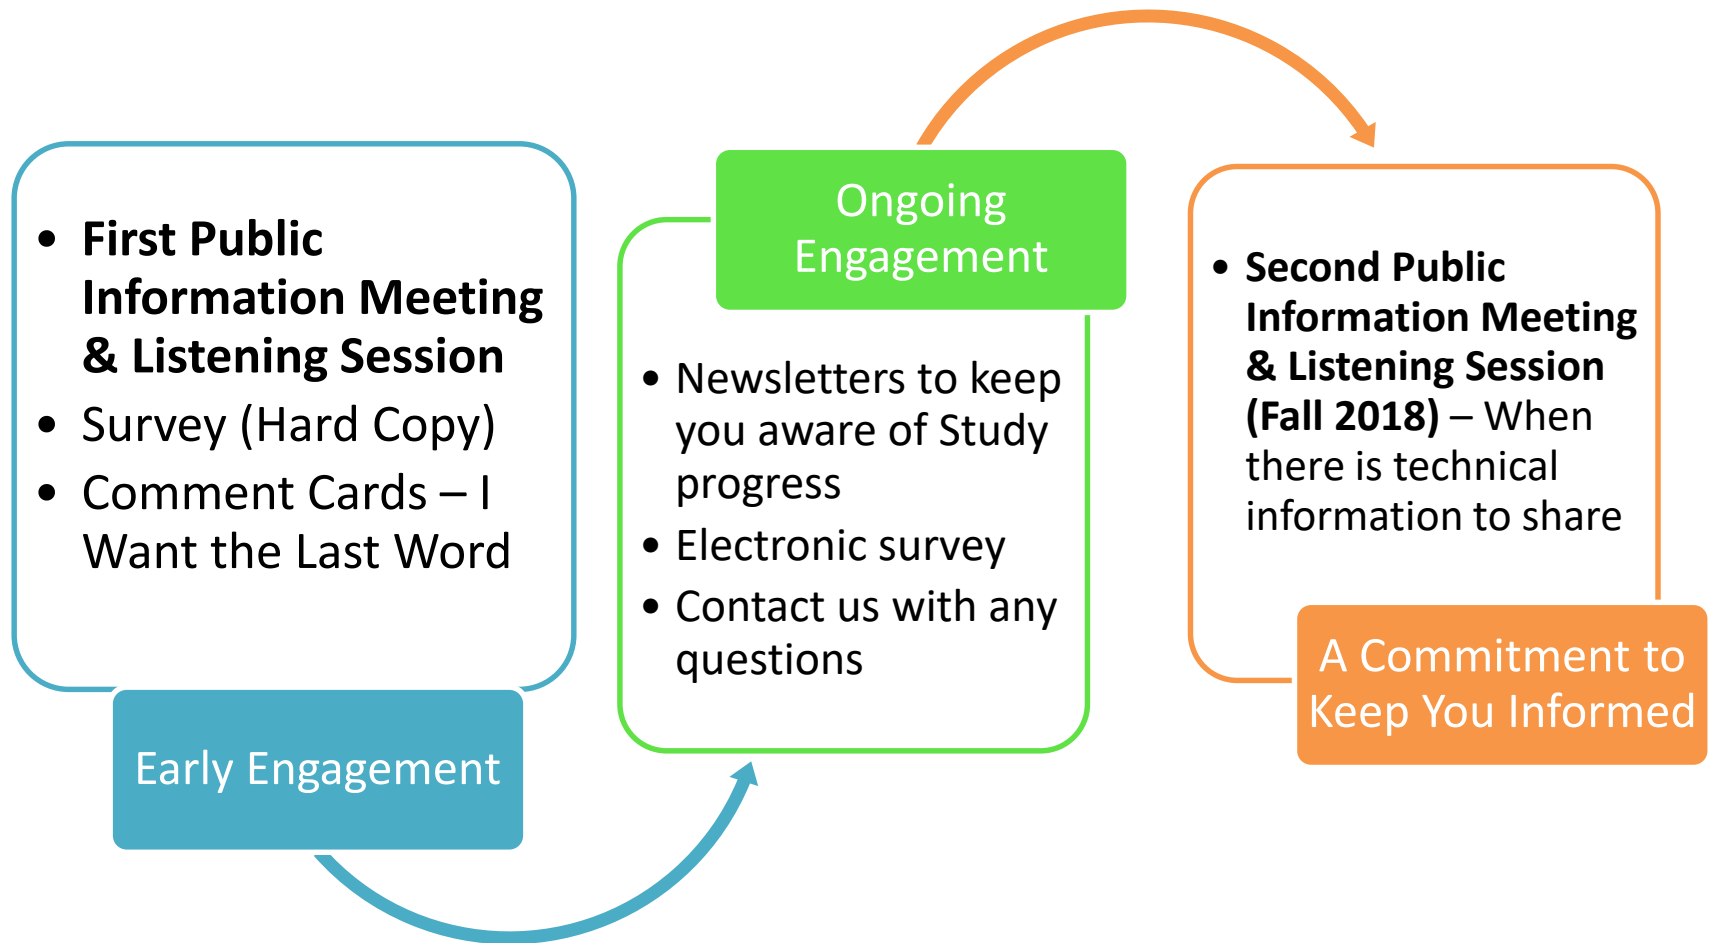 • First Public
Information Meeting
& Listening Session
• Survey (Hard Copy)
• Comment Cards – I
Want the Last Word
Early Engagement
Ongoing
Engagement
• Newsletters to keep
you aware of Study
progress
• Electronic survey
• Contact us with any
questions
• Second Public
Information Meeting
& Listening Session
(Fall 2018) – When
there is technical
information to share
A Commitment to
Keep You Informed